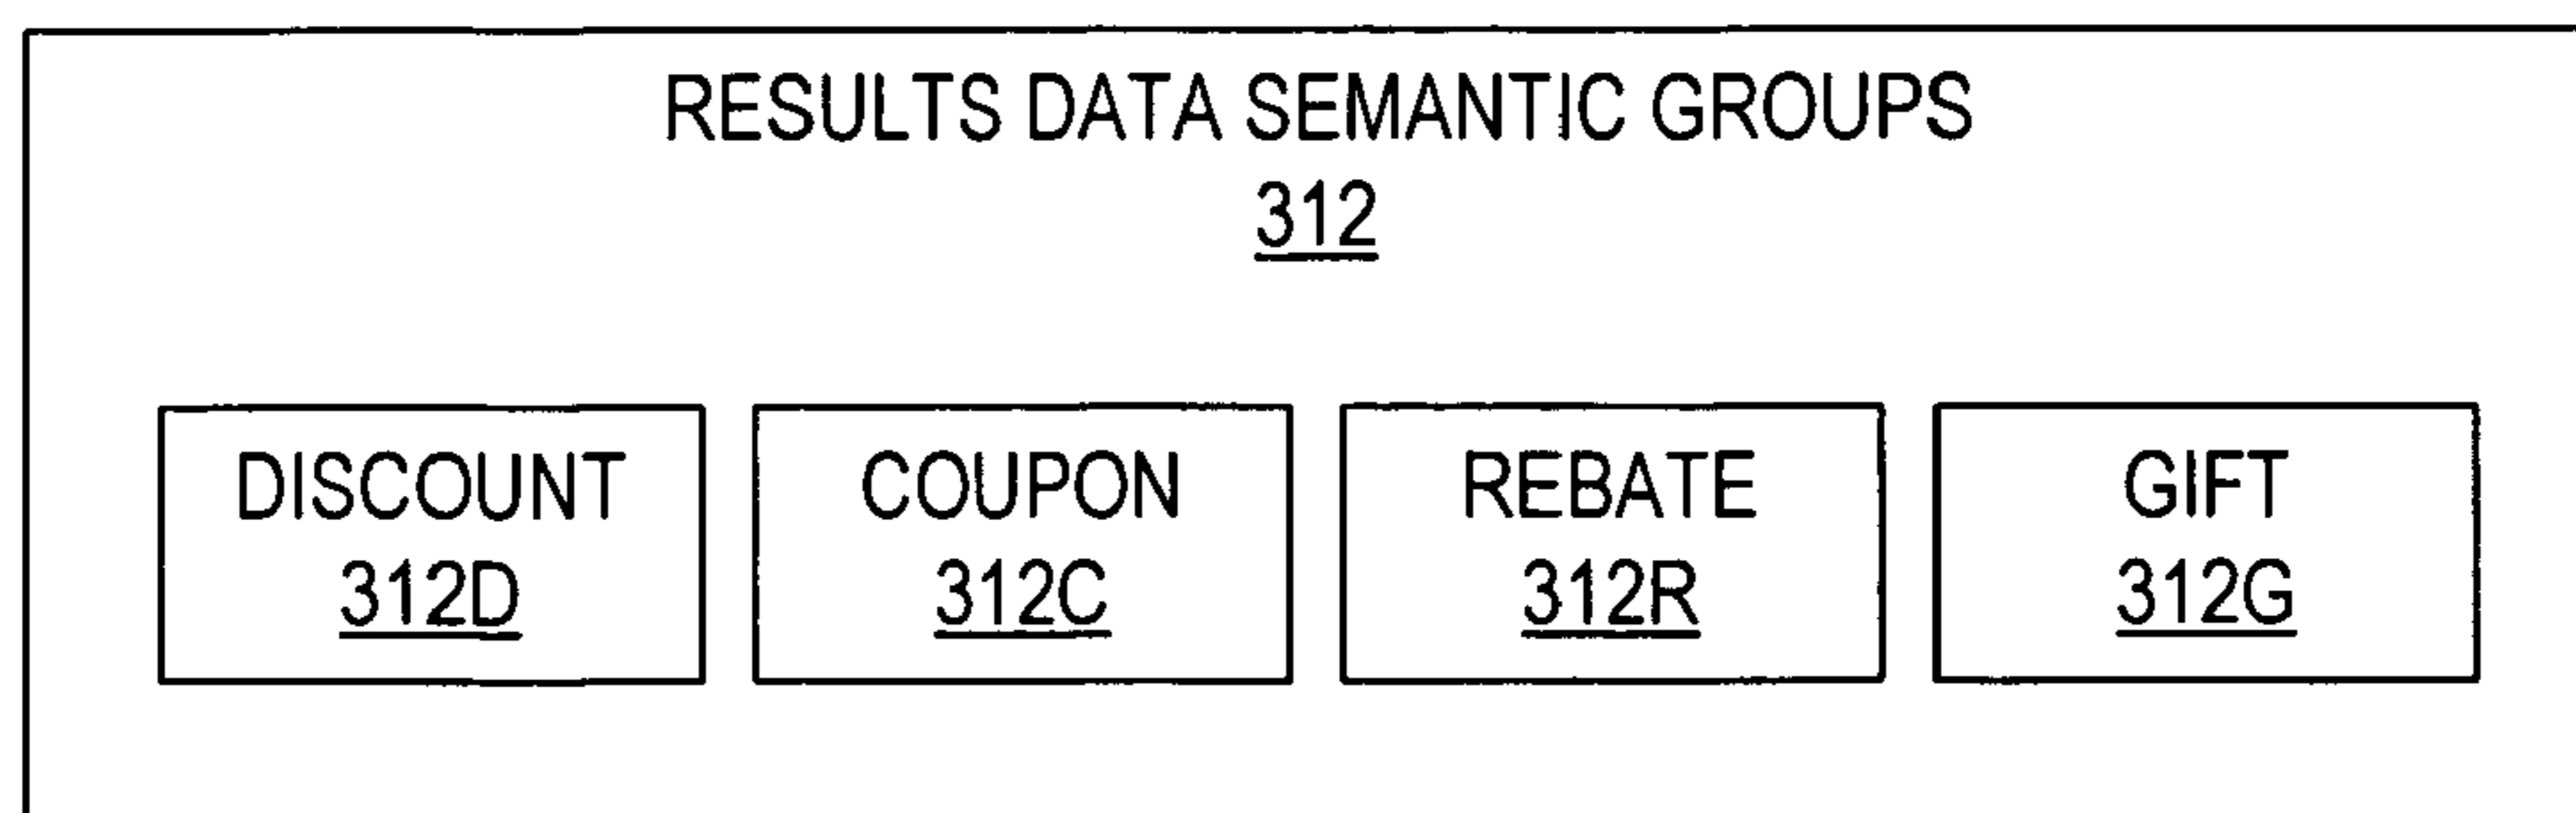 RESULTS DATA SEMANTIC GROUPS
312
DISCOUNT
312D
COUPON
312C
REBATE
312R
GIFT
312G